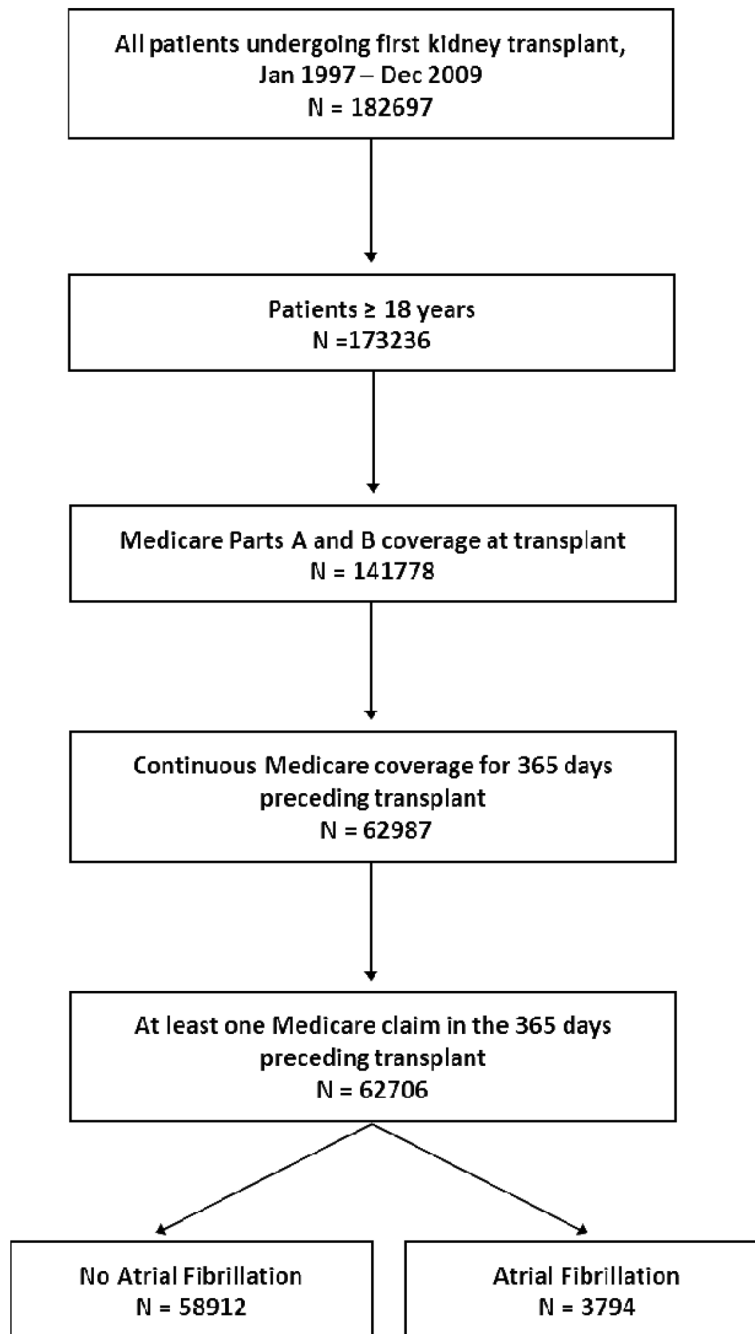 All patients undergoing first kidney transplant,
Jan 1997 – Dec 2009
N = 182697
Patients ≥ 18 years
N =173236
Medicare Parts A and B coverage at transplant
N = 141778
Continuous Medicare coverage for 365 days
preceding transplant
N = 62987
At least one Medicare claim in the 365 days
preceding transplant
N = 62706
No Atrial Fibrillation
N = 58912
Atrial Fibrillation
N = 3794